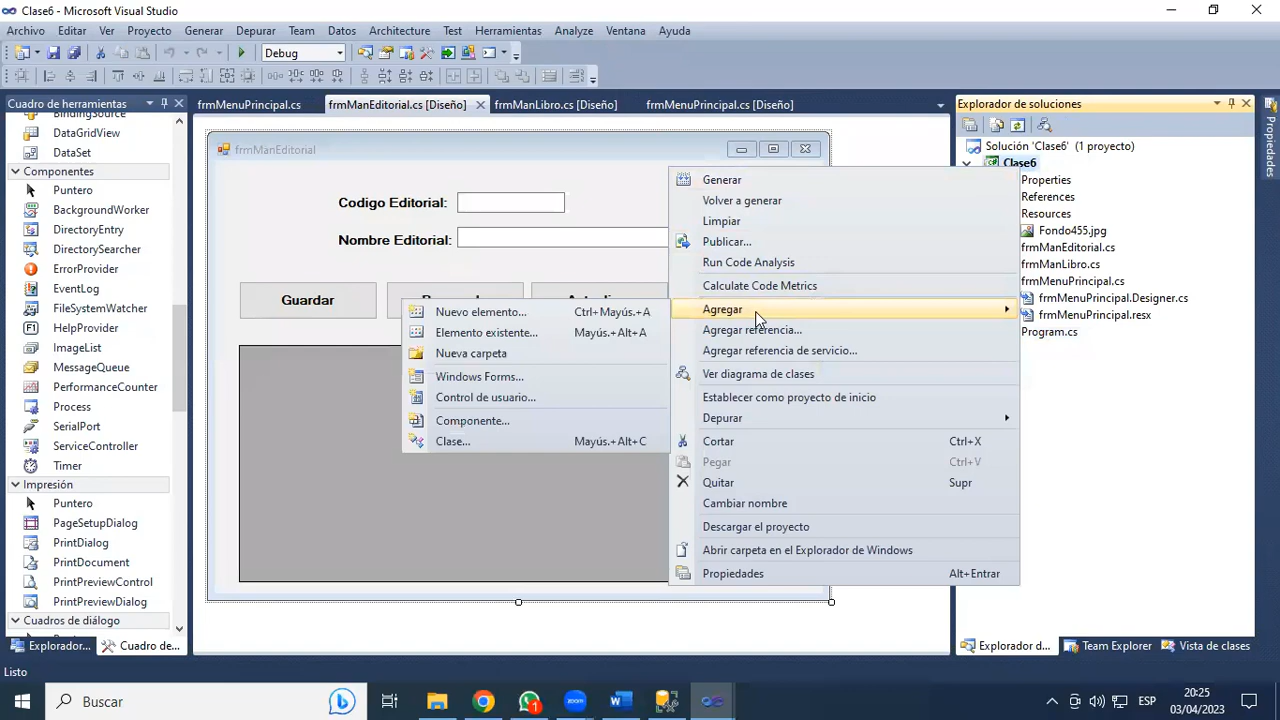 Clase6 - Microsoft Visual Studio
Archivo Editar Ver Proyecto Generar Depurar Team Datos Architecture Test Herramientas Analyze Ventana Ayuda
Debug
Cuadro de herramientas
BindingSource
DataGridView
DataSet
Componentes
Puntero
BackgroundWorker
DirectoryEntry
DirectorySearcher
ErrorProvider
EventLog
FileSystemWatcher
HelpProvider
ImageList
MessageQueue
PerformanceCounter
Process
SerialPort
ServiceController
Timer
Impresión
Puntero
PageSetupDialog
PrintDialog
PrintDocument
PrintPreviewControl
PrintPreviewDialog
Cuadros de diálogo
Explorador... Cuadro de...
frmMenuPrincipal.cs frmManEditorial.cs [Diseño] frmManLibro.cs [Diseño] frmMenuPrincipal.cs [Diseño]
frmManEditorial
Codigo Editorial:
Nombre Editorial:
Guardar
Nuevo elemento... Ctrl+Mayús.+A
Elemento existente... Mayús.+Alt+A
Nueva carpeta
Windows Forms...
Control de usuario...
Componente...
Clase... Mayús.+Alt+C
Generar
Volver a generar
Limpiar
Publicar...
Run Code Analysis
Calculate Code Metrics
Agregar
Agregar referencia...
Agregar referencia de servicio...
Ver diagrama de clases
Establecer como proyecto de inicio
Depurar
Cortar Ctrl+X
Pegar Ctrl+V
Quitar Supr
Cambiar nombre
Descargar el proyecto
Abrir carpeta en el Explorador de Windows
Propiedades Alt+Entrar
Explorador de soluciones
Solución 'Clase6' (1 proyecto)
Clase6
Properties
References
Resources
Fondo455.jpg
frmManEditorial.cs
frmManLibro.cs
frmMenuPrincipal.cs
frmMenuPrincipal.Designer.cs
frmMenuPrincipal.resx
Program.cs
Explorador d... Team Explorer Vista de clases
Propiedades
Listo
Buscar
1
zoom
ESP
20:25
03/04/2023